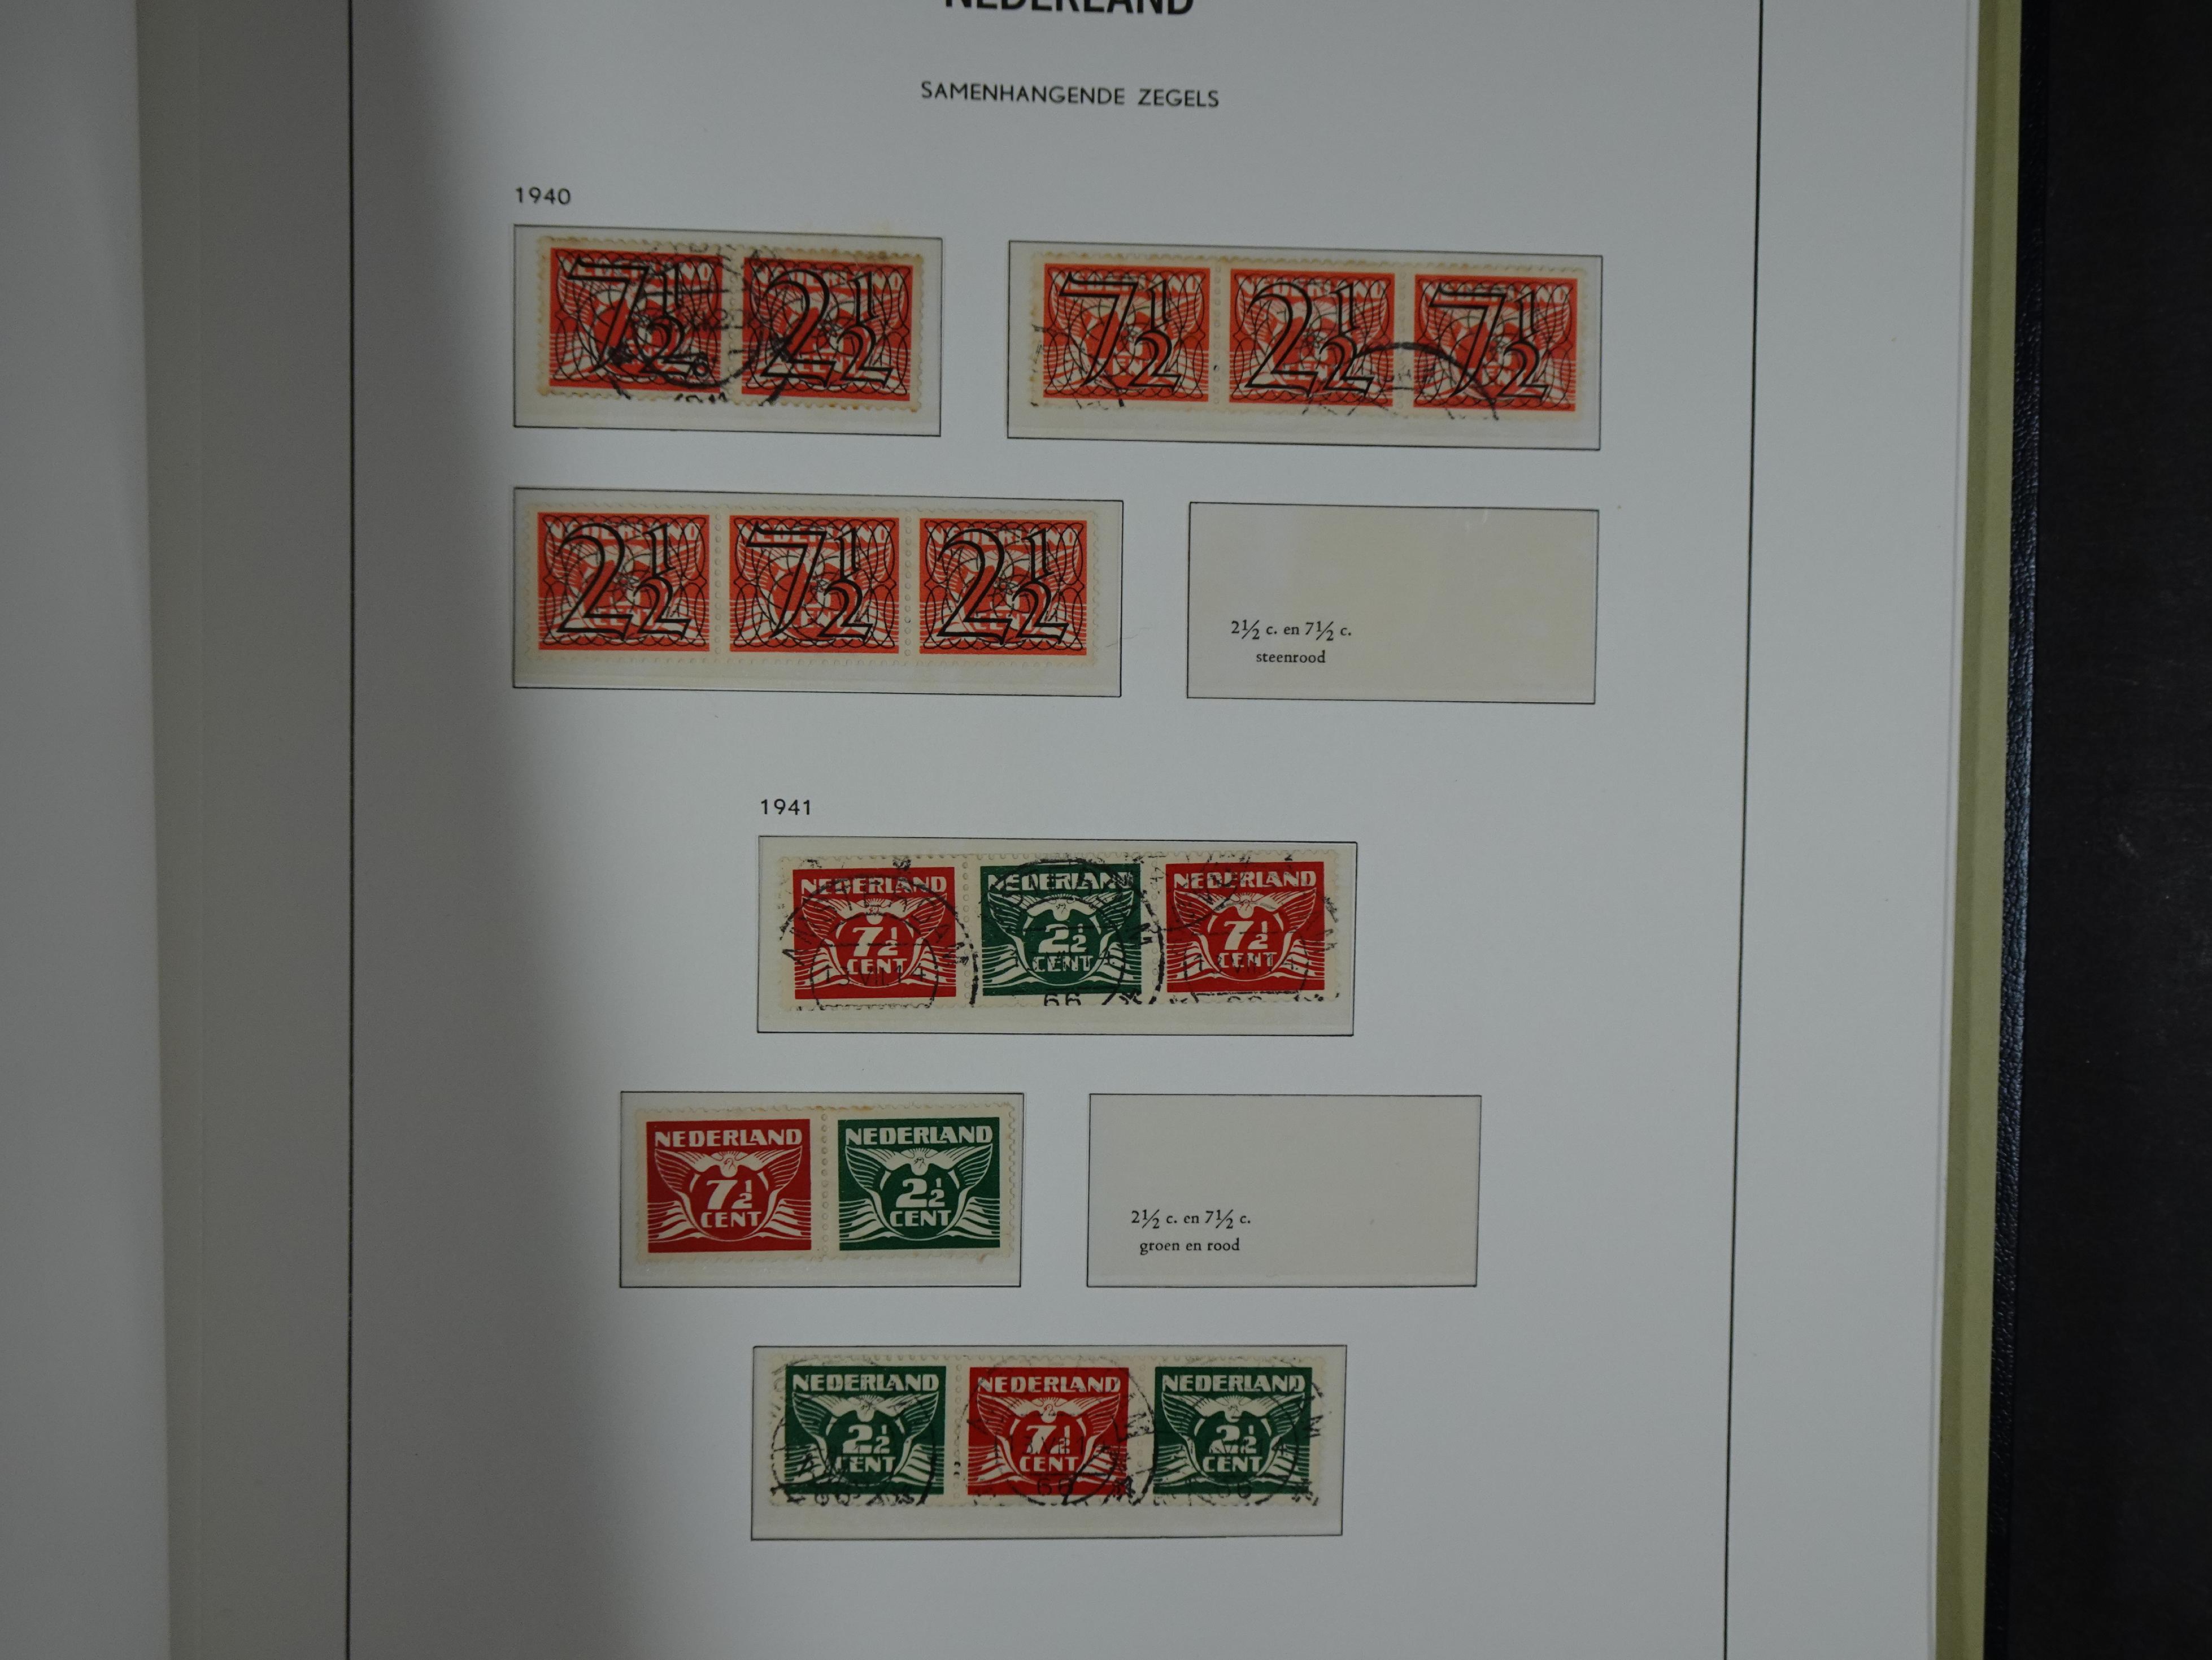 NEDERLAND
SAMENHANGENDE ZEGELS
1940
7½ 2½
7½ 2½ 7½
2½ 7½ 2½
2½ c. en 7½ c.
steenrood
1941
NEDERLAND NEDERLAND NEDERLAND
7½ 2½ 7½
CENT CENT CENT
66
NEDERLAND NEDERLAND
7½ 2½
CENT CENT
2½ c. en 7½ c.
groen en rood
NEDERLAND NEDERLAND NEDERLAND
2½ 7½ 2½
CENT CENT CENT
66